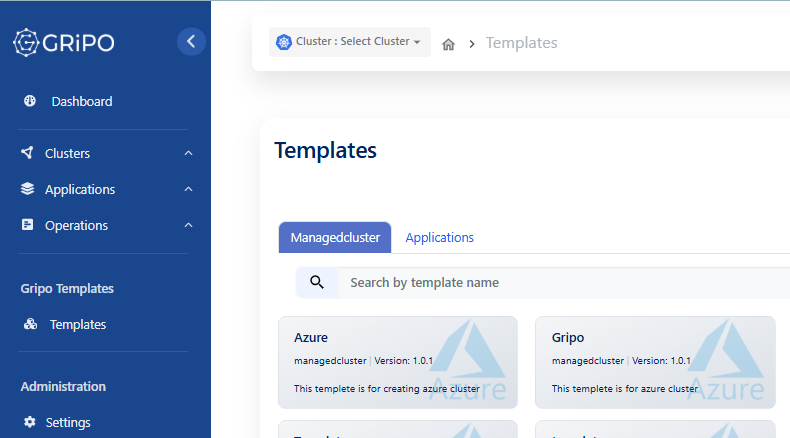 GRiPO
Cluster : Select Cluster
Templates
Dashboard
Clusters
Applications
Operations
Gripo Templates
Templates
Administration
Settings
Templates
Managedcluster
Applications
Search by template name
Azure
managedcluster | Version: 1.0.1
This templete is for creating azure cluster
Azure
Gripo
managedcluster | Version: 1.0.1
This templete is for azure cluster
Azure